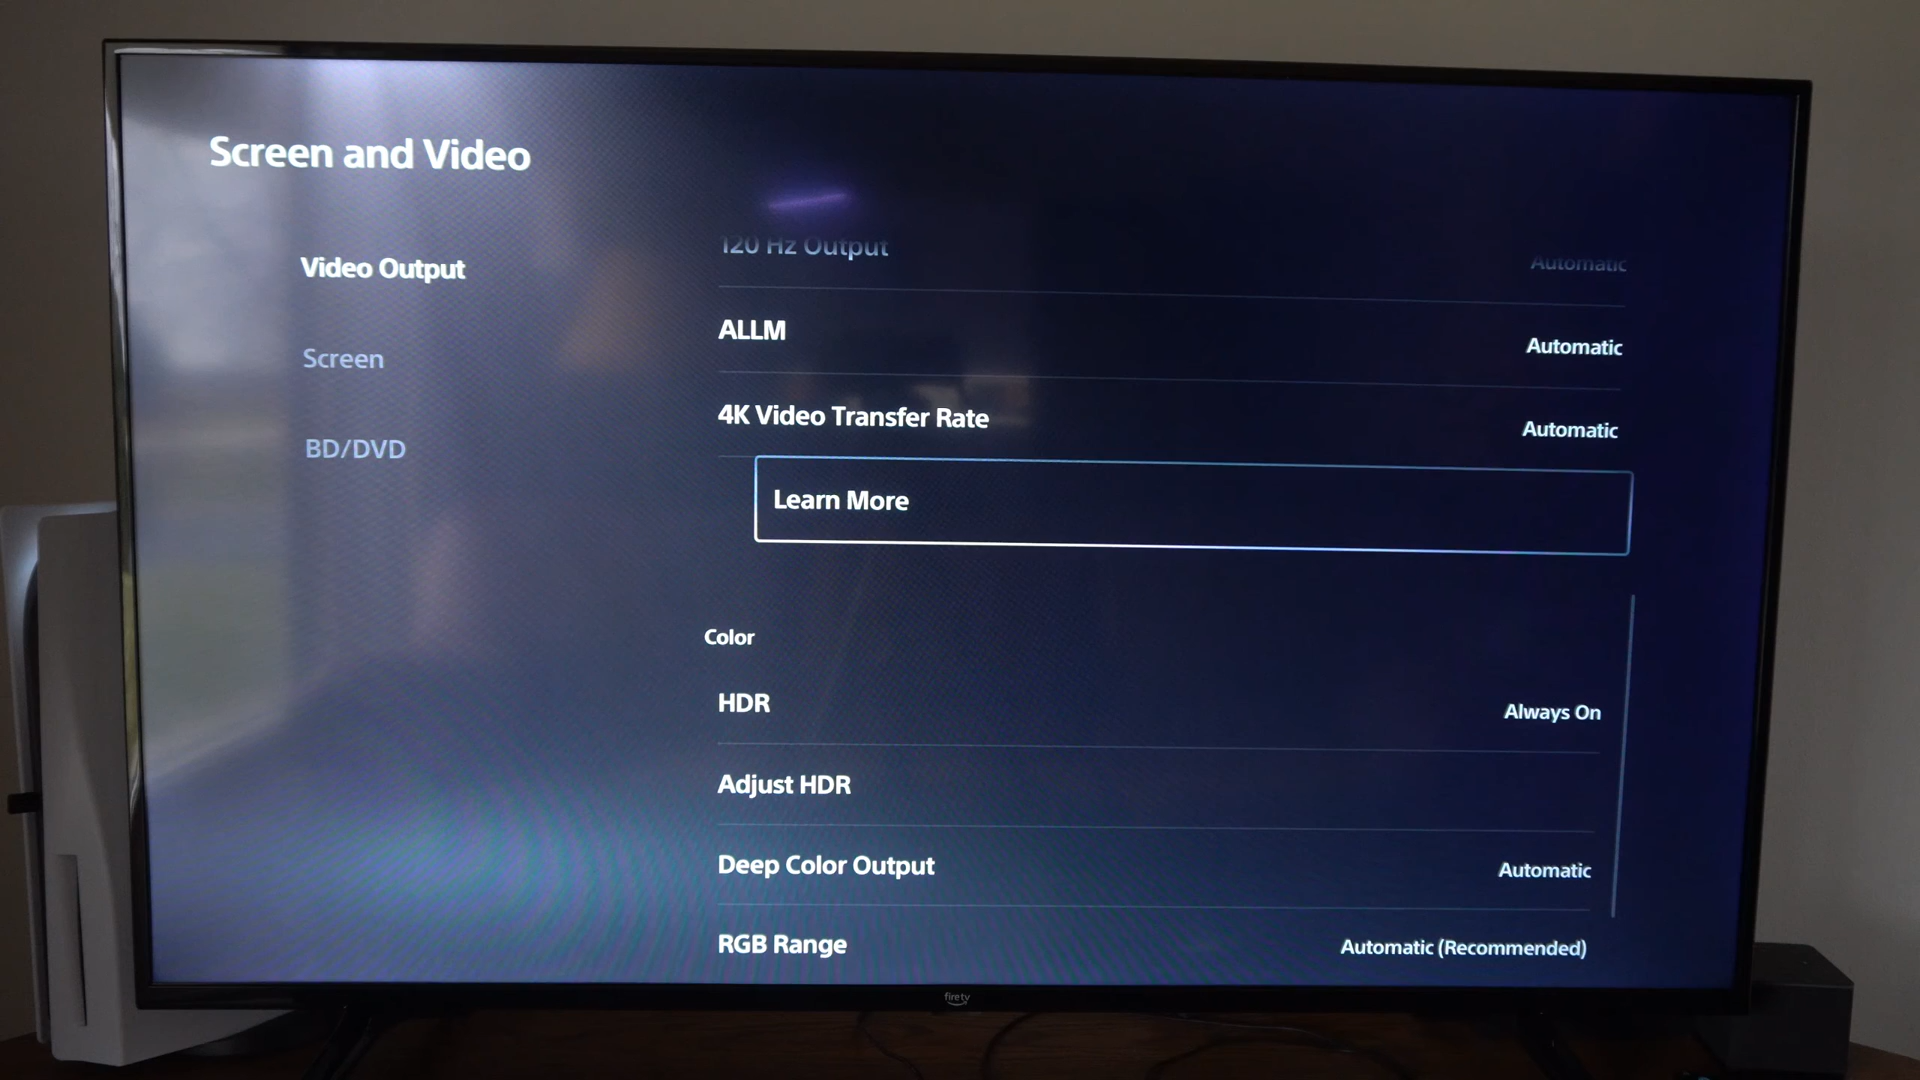 Screen and Video
Video Output
Screen
BD/DVD
120 Hz Output Automatic
ALLM Automatic
4K Video Transfer Rate Automatic
Learn More
Color
HDR Always On
Adjust HDR
Deep Color Output Automatic
RGB Range Automatic (Recommended)
firetv